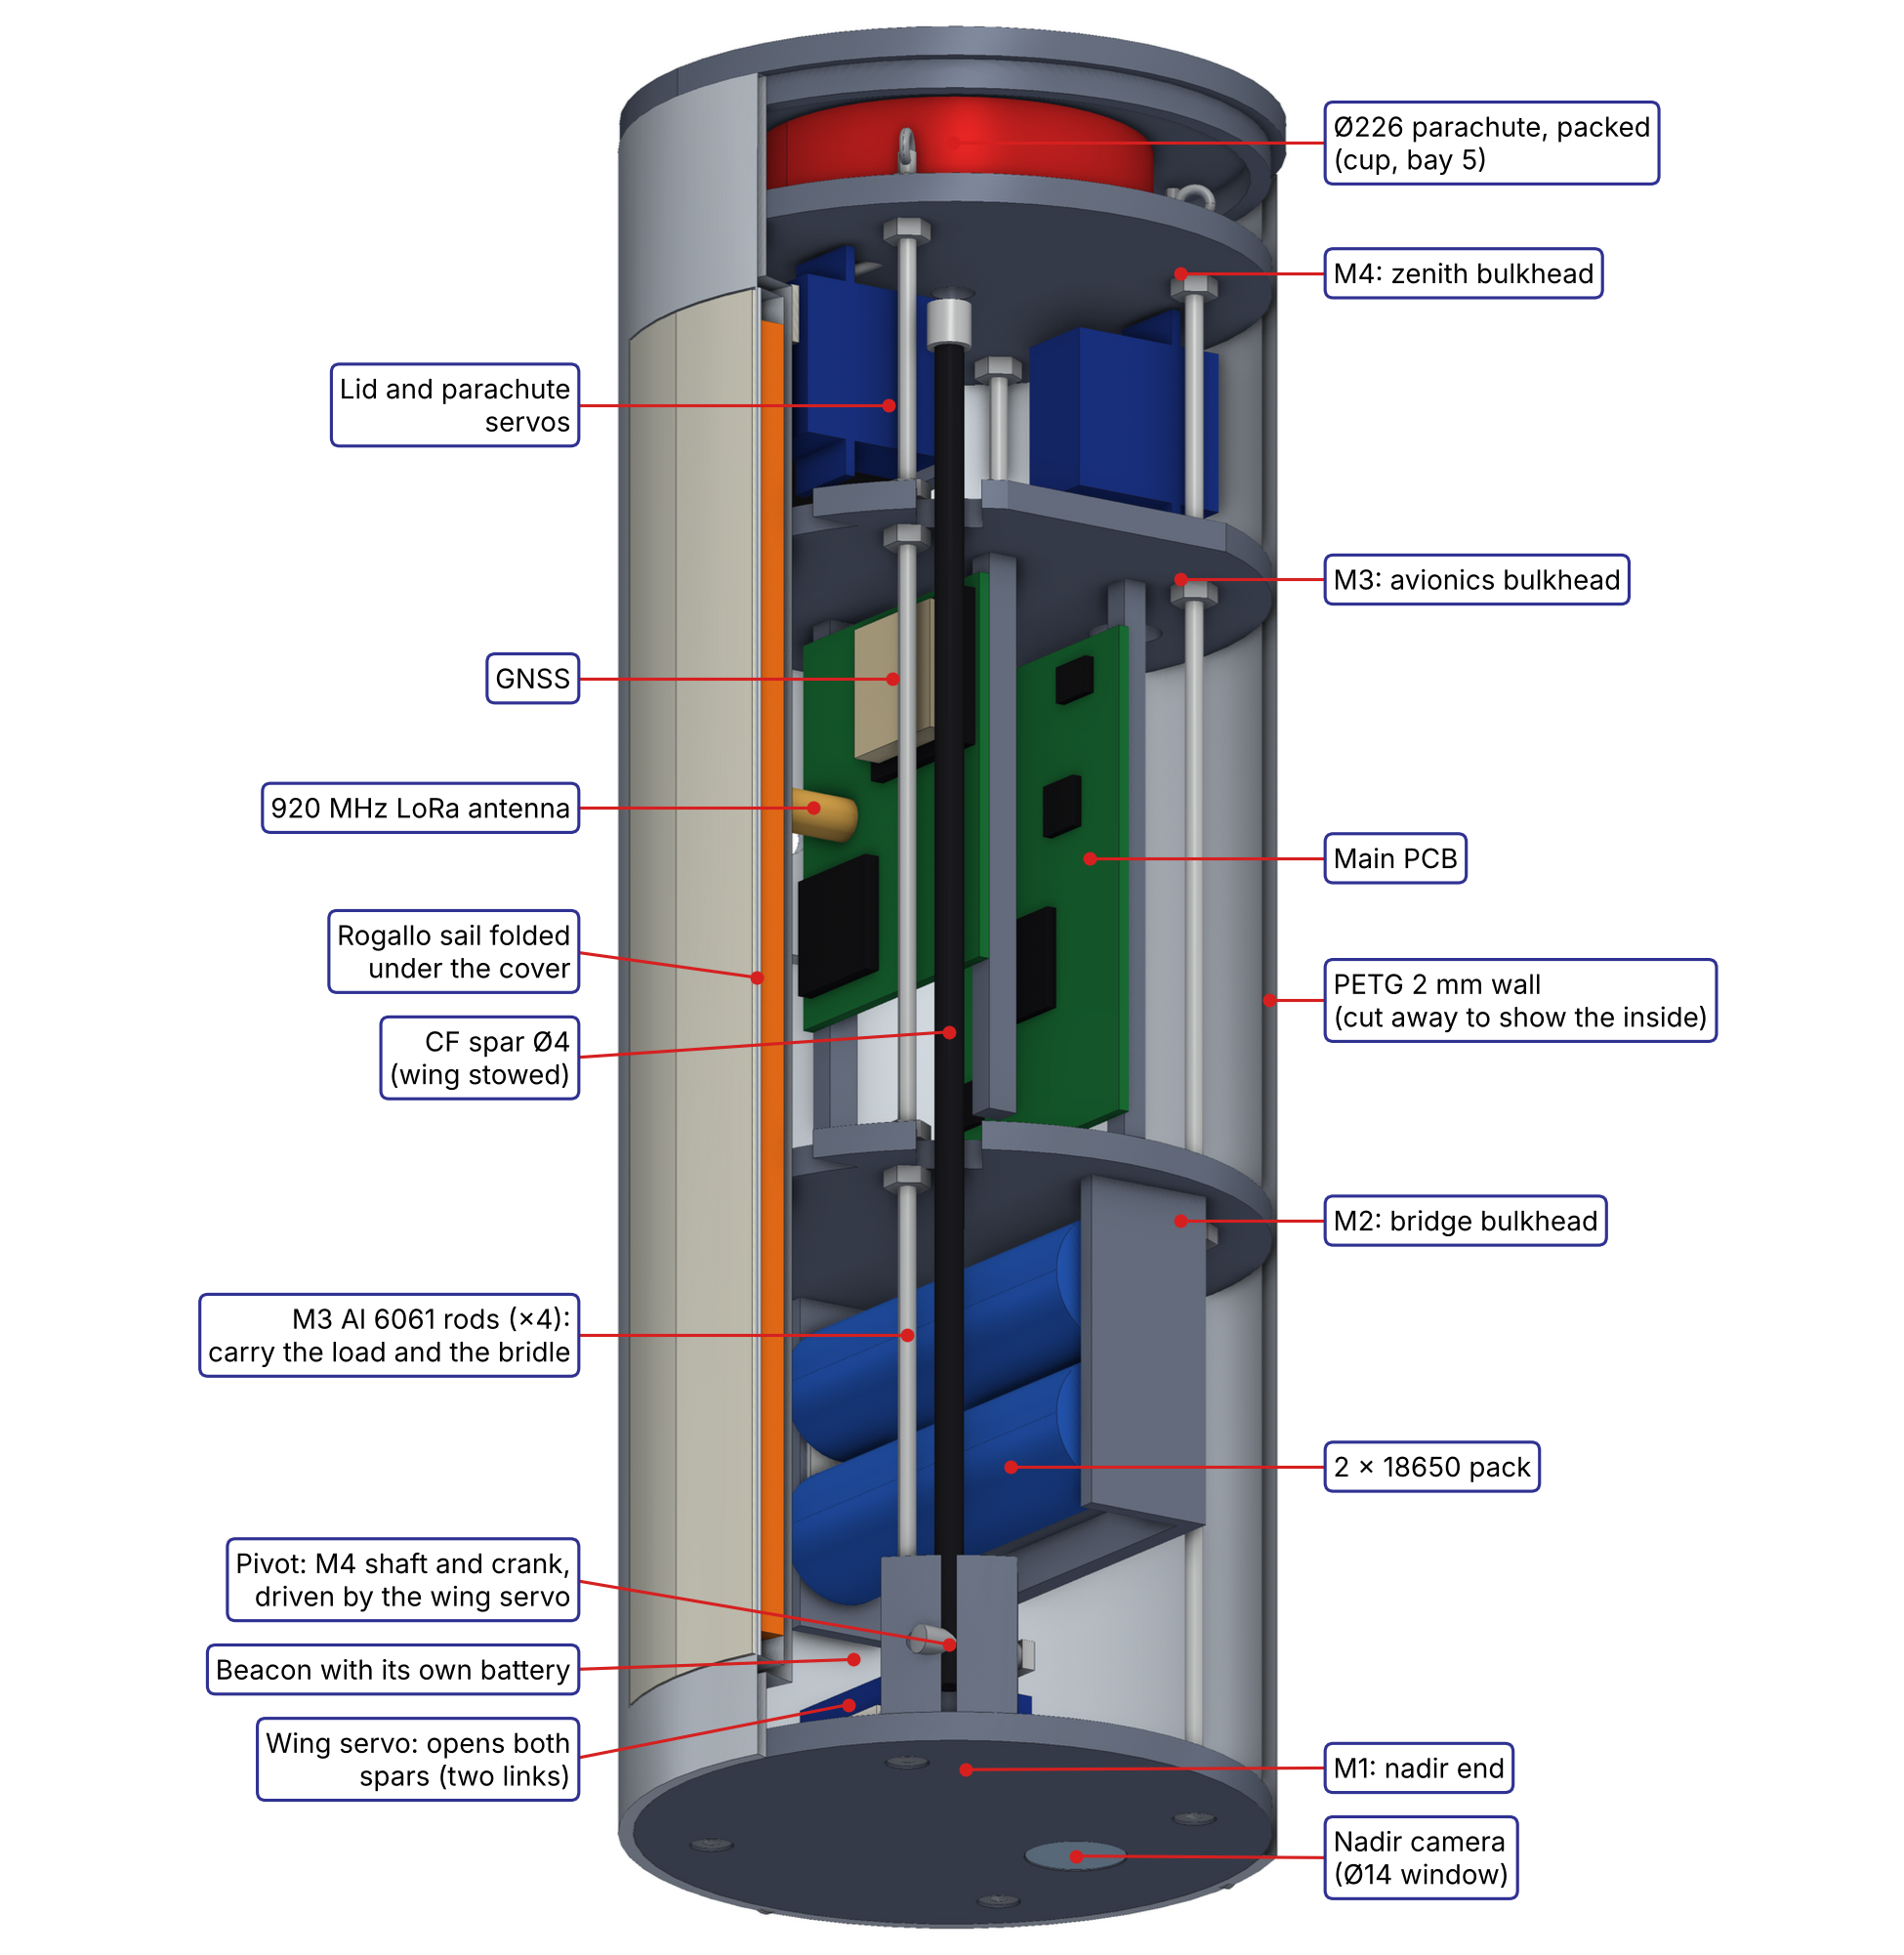 Ø226 parachute, packed
(cup, bay 5)
M4: zenith bulkhead
Lid and parachute
servos
M3: avionics bulkhead
GNSS
920 MHz LoRa antenna
Main PCB
Rogallo sail folded
under the cover
PETG 2 mm wall
(cut away to show the inside)
CF spar Ø4
(wing stowed)
M2: bridge bulkhead
M3 Al 6061 rods (×4):
carry the load and the bridle
2 × 18650 pack
Pivot: M4 shaft and crank,
driven by the wing servo
Beacon with its own battery
Wing servo: opens both
spars (two links)
M1: nadir end
Nadir camera
(Ø14 window)